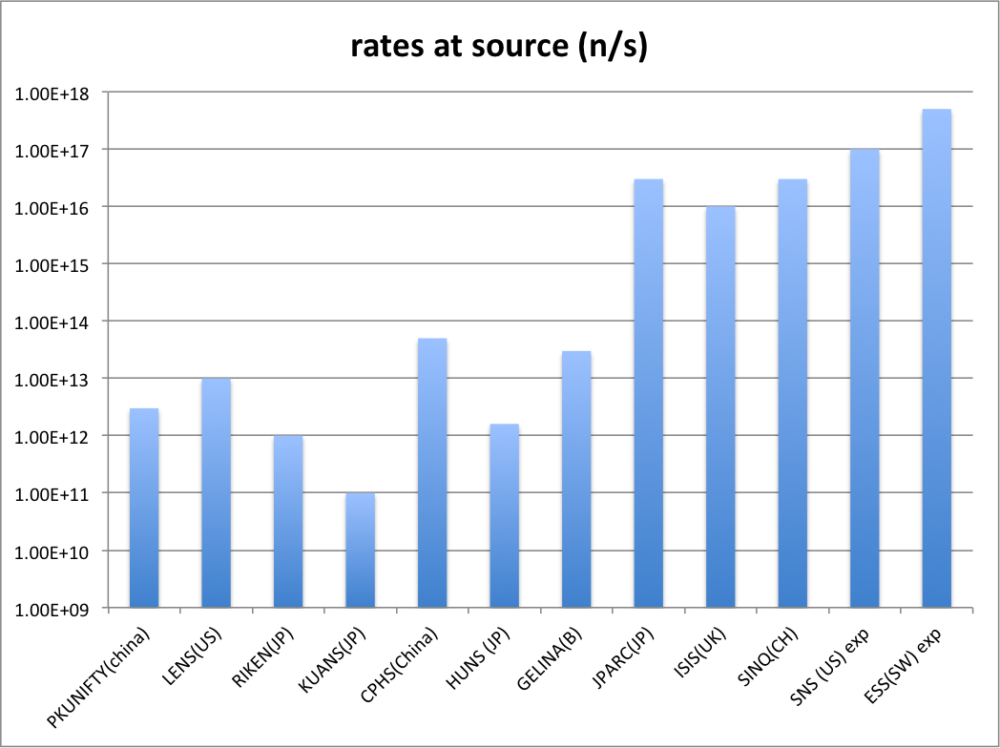 rates at source (n/s)
1.00E+18
1.00E+17
1.00E+16
1.00E+15
1.00E+14
1.00E+13
1.00E+12
1.00E+11
1.00E+10
1.00E+09
PKUNIFTY(china)
LENS(US)
RIKEN(JP)
KUANS(JP)
CPHS(China)
HUNS (JP)
GELINA(B)
JPARC(JP)
ISIS(UK)
SINQ(CH)
SNS (US) exp
ESS(SW) exp